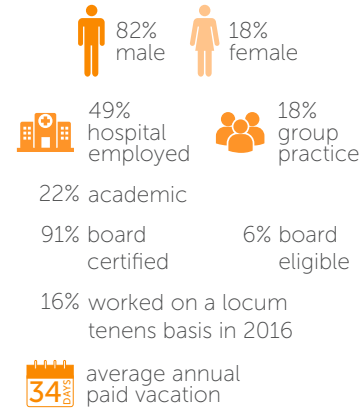 82% male
18% female
49% hospital employed
18% group practice
22% academic
91% board certified
6% board eligible
16% worked on a locum
tenens basis in 2016
34 DAYS
average annual
paid vacation